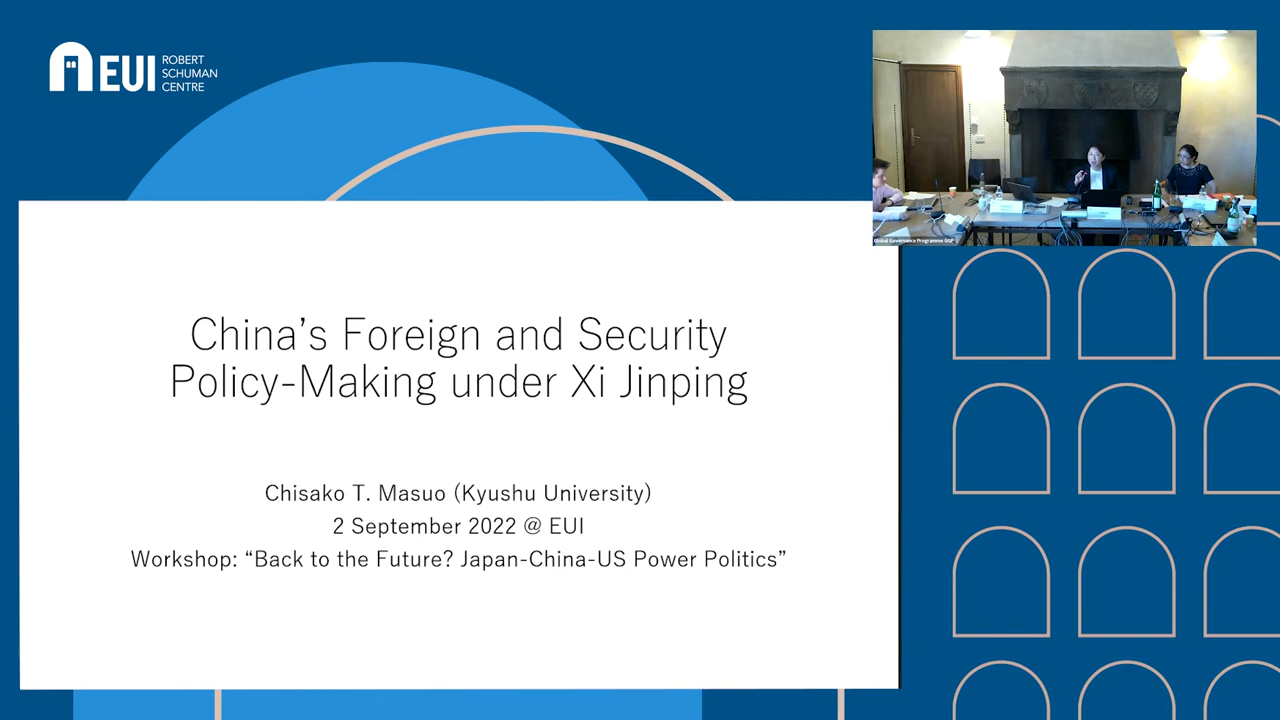 EUI
ROBERT
SCHUMAN
CENTRE
Global Governance Programme GGP
China’s Foreign and Security
Policy-Making under Xi Jinping
Chisako T. Masuo (Kyushu University)
2 September 2022 @ EUI
Workshop: “Back to the Future? Japan-China-US Power Politics”